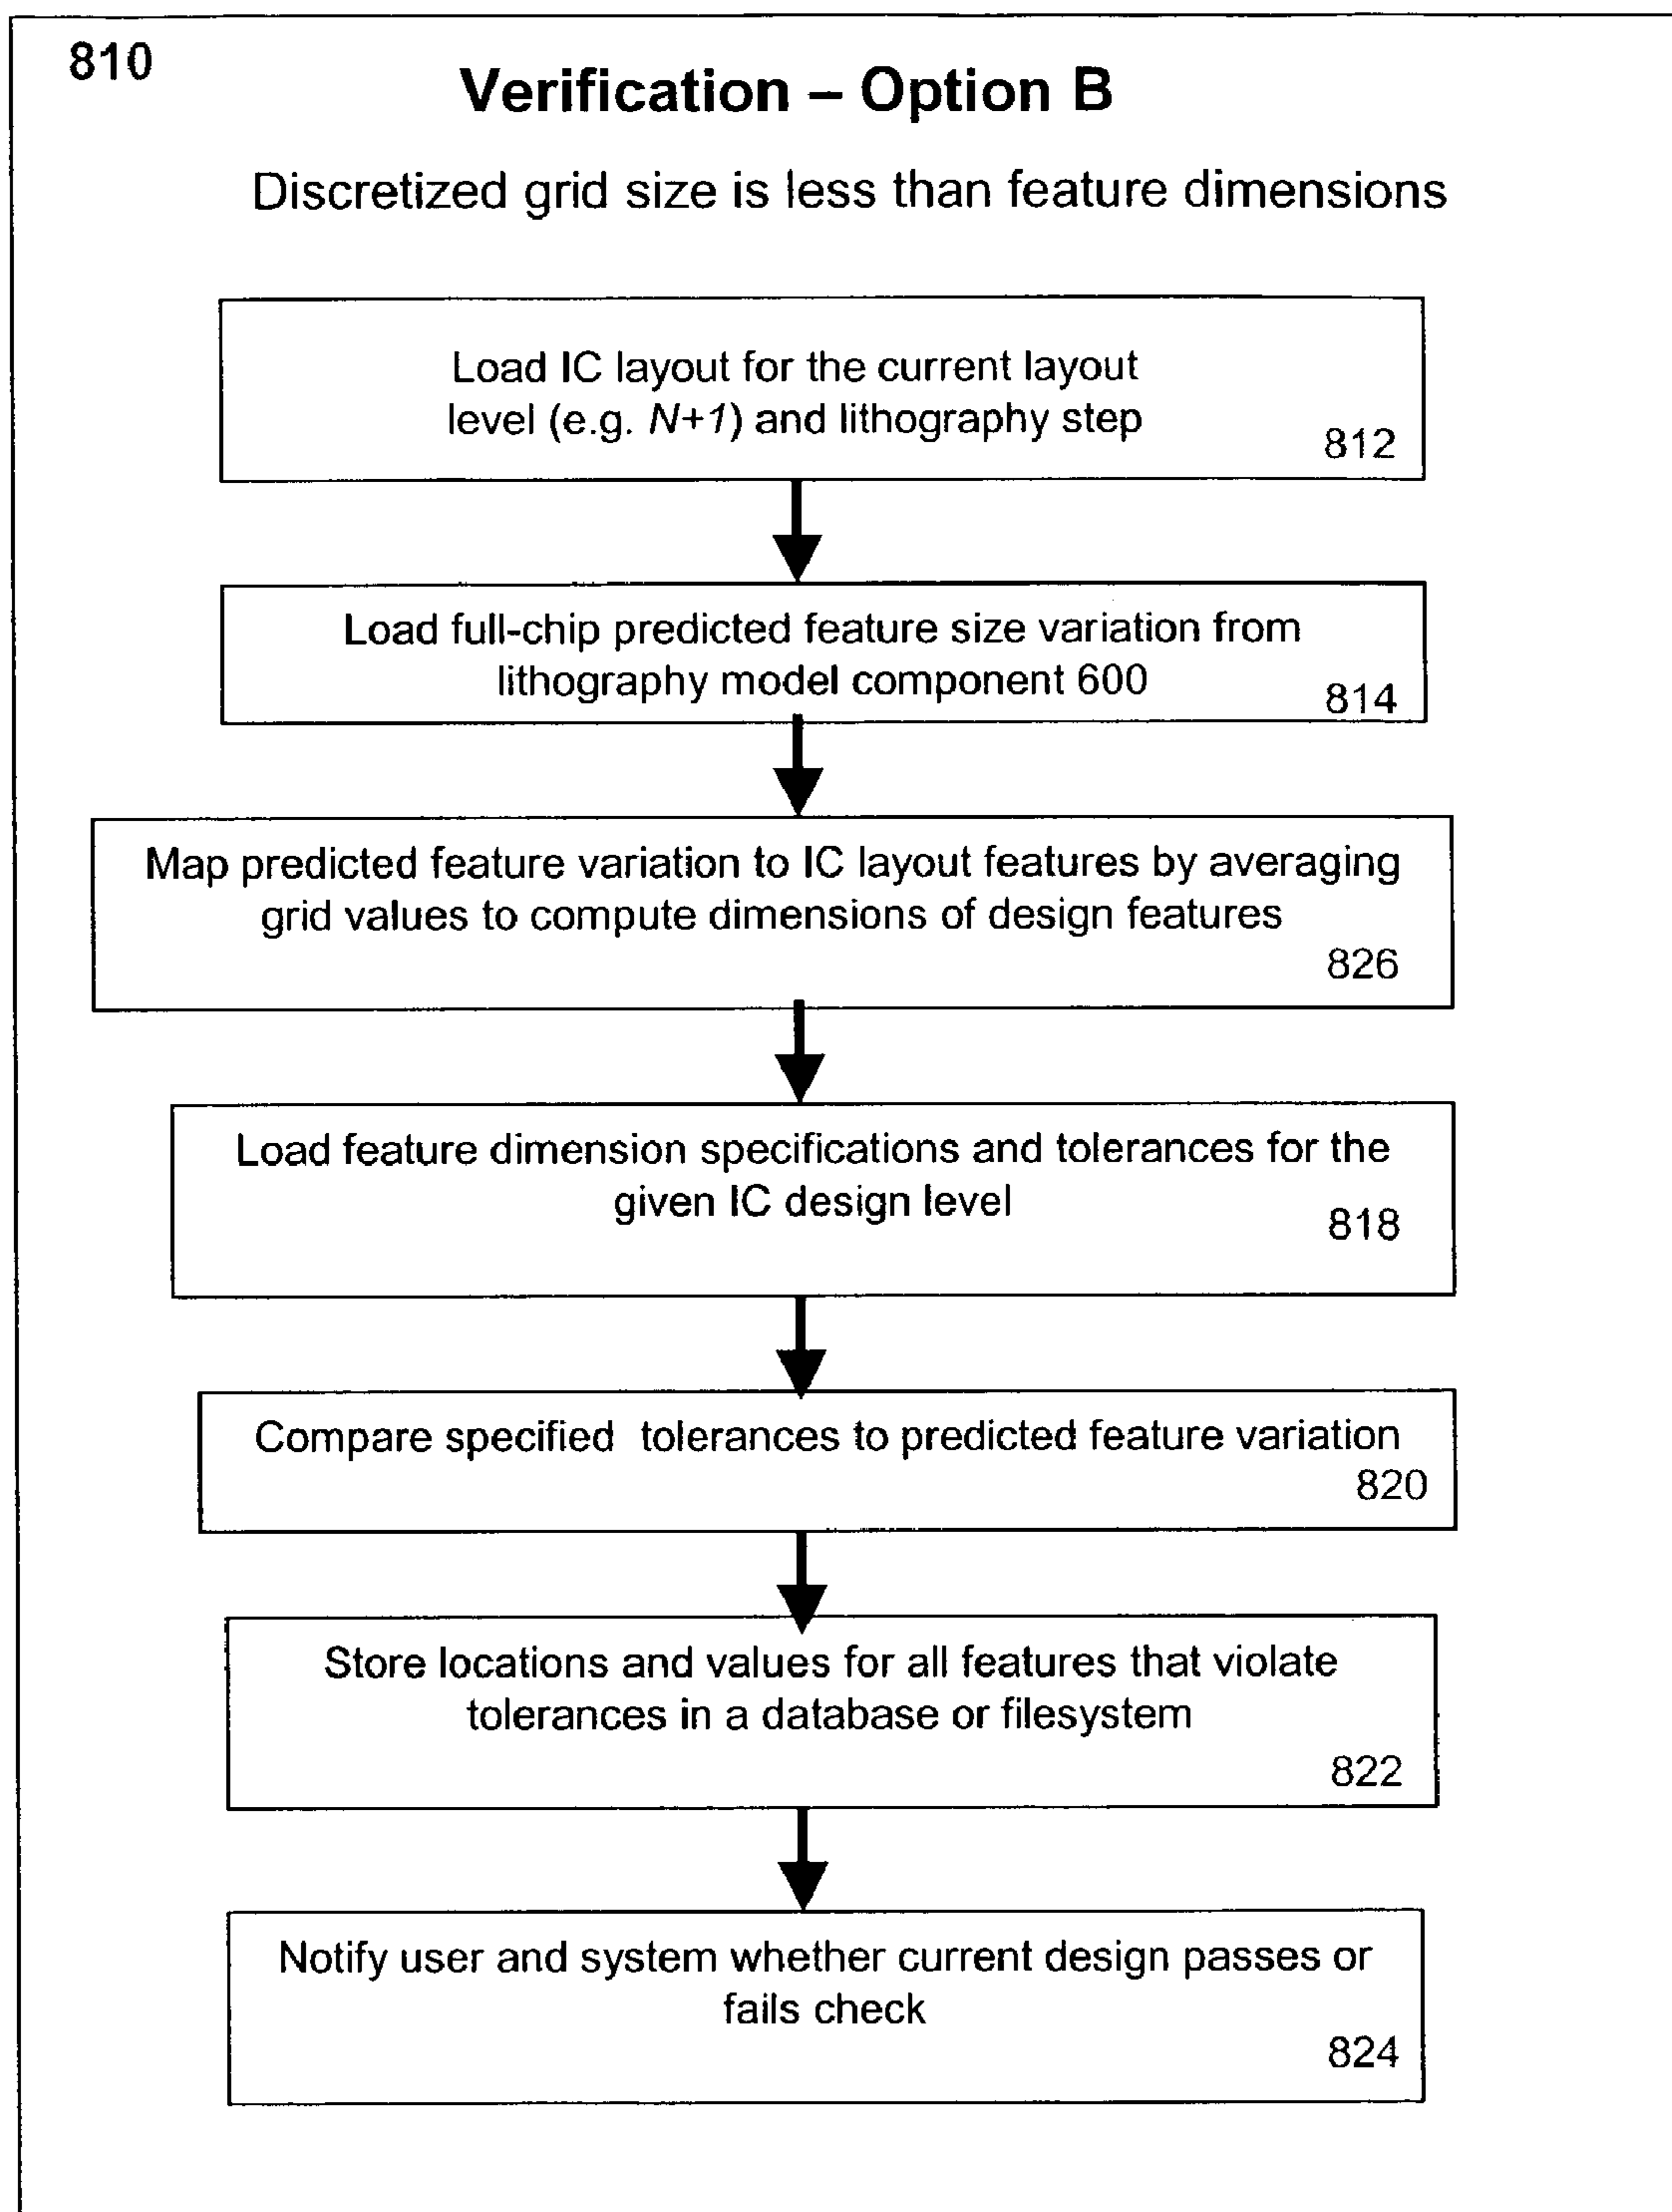 810
Verification – Option B
Discretized grid size is less than feature dimensions
Load IC layout for the current layout
level (e.g. N+1) and lithography step
812
Load full-chip predicted feature size variation from
lithography model component 600
814
Map predicted feature variation to IC layout features by averaging
grid values to compute dimensions of design features
826
Load feature dimension specifications and tolerances for the
given IC design level
818
Compare specified tolerances to predicted feature variation
820
Store locations and values for all features that violate
tolerances in a database or filesystem
822
Notify user and system whether current design passes or
fails check
824